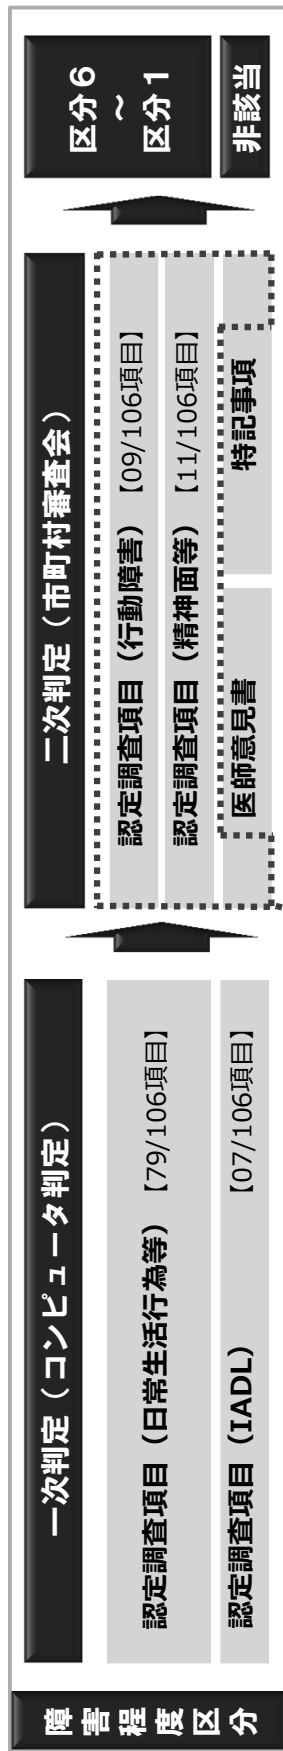 障害程度区分
一次判定（コンピュータ判定）
認定調査項目（日常生活行為等）【79/106項目】
認定調査項目（IADL）【07/106項目】
二次判定（市町村審査会）
認定調査項目（行動障害）【09/106項目】
認定調査項目（精神面等）【11/106項目】
医師意見書
特記事項
区分６
～
区分１
非該当